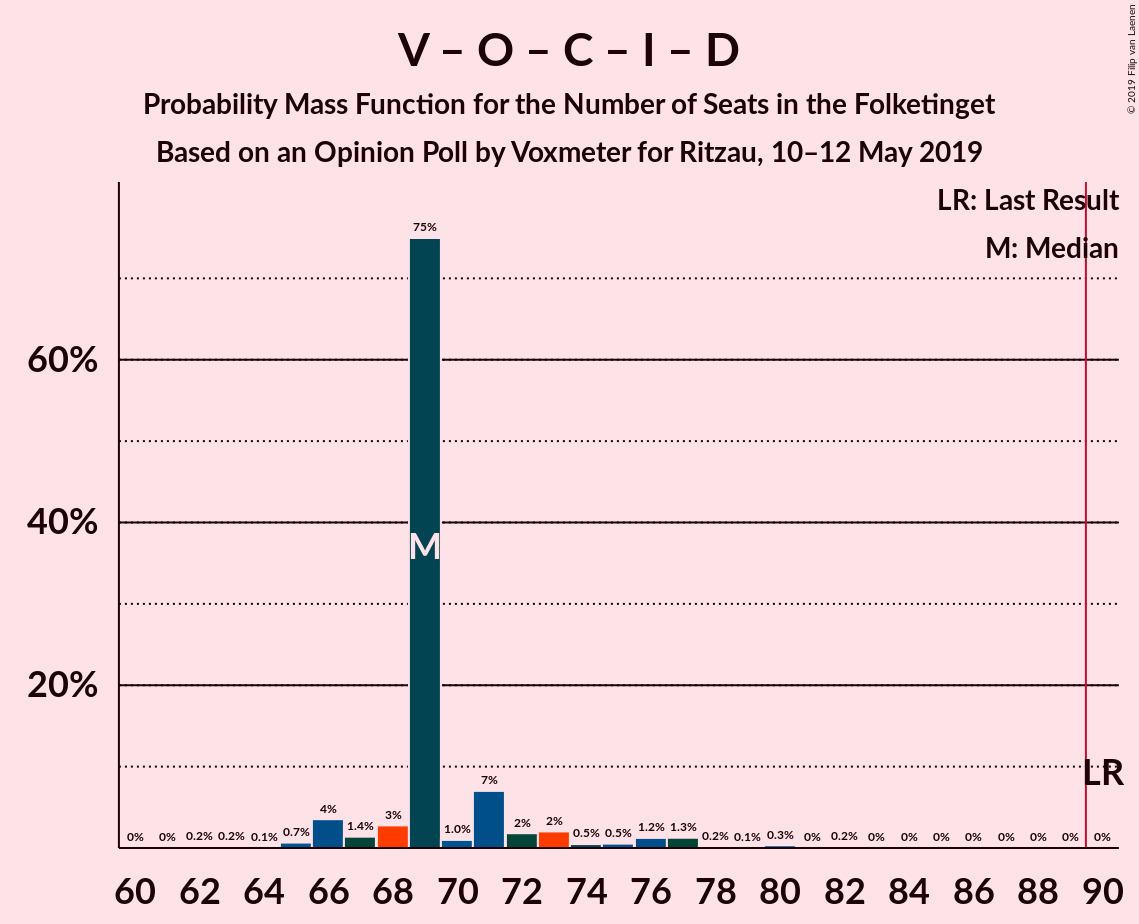 V – O – C – I – D
Probability Mass Function for the Number of Seats in the Folketinget
Based on an Opinion Poll by Voxmeter for Ritzau, 10–12 May 2019
© 2019 Filip van Laenen
LR: Last Result
M: Median
75%
60%
40%
M
20%
LR
0% 0% 0.2% 0.2% 0.1% 0.7% 4% 1.4% 3% 1.0% 7% 2% 2% 0.5% 0.5% 1.2% 1.3% 0.2% 0.1% 0.3% 0% 0.2% 0% 0% 0% 0% 0% 0% 0% 0%
60 62 64 66 68 70 72 74 76 78 80 82 84 86 88 90